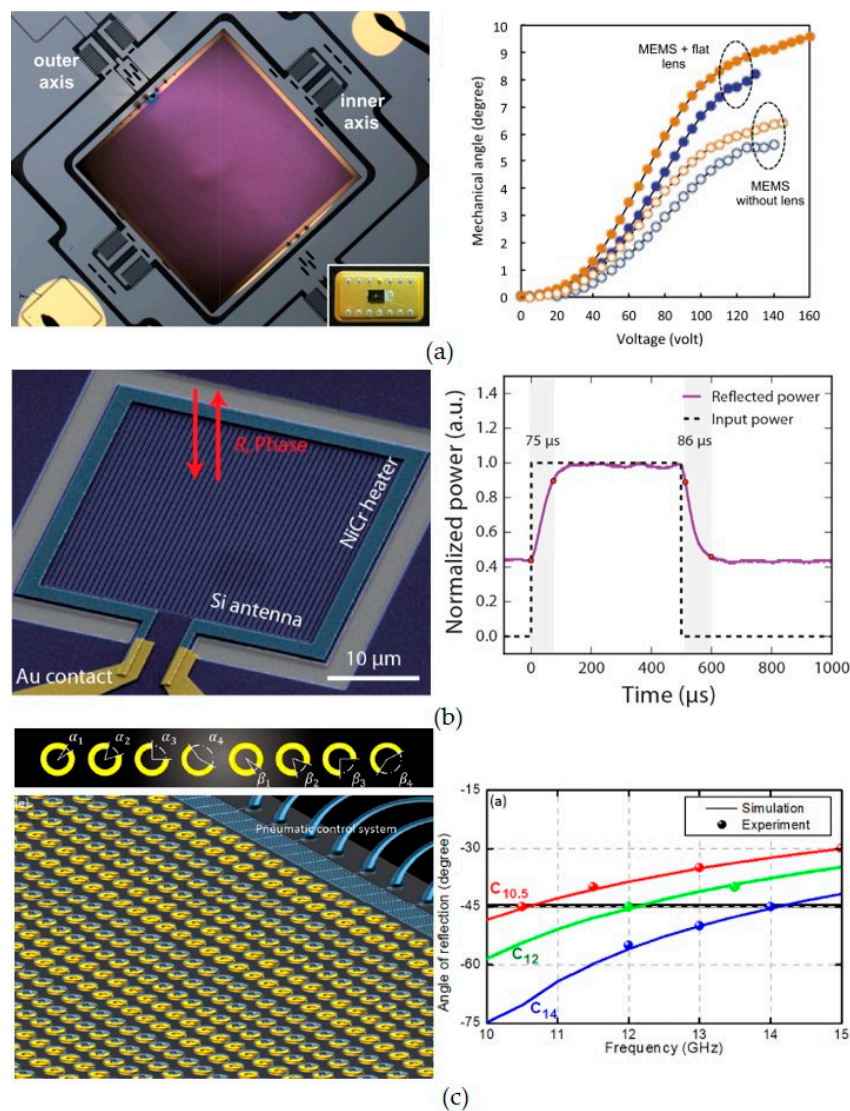 outer
axis
inner
axis
10
9
8
7
6
5
4
3
2
1
0
Mechanical angle (degree)
MEMS + flat
lens
MEMS
without lens
0 20 40 60 80 100 120 140 160
Voltage (volt)
(a)
R, Phase
NiCr heater
Si antenna
Au contact
10 μm
1.4
1.2
1.0
0.8
0.6
0.4
0.2
0.0
Normalized power (a.u.)
Reflected power
Input power
75 μs
86 μs
0 200 400 600 800 1000
Time (μs)
(b)
α1 α2 α3 α4 β1 β2 β3 β4
Pneumatic control system
(a)
-15
-30
-45
-60
-75
Angle of reflection (degree)
Simulation
Experiment
C10.5
C12
C14
10 11 12 13 14 15
Frequency (GHz)
(c)